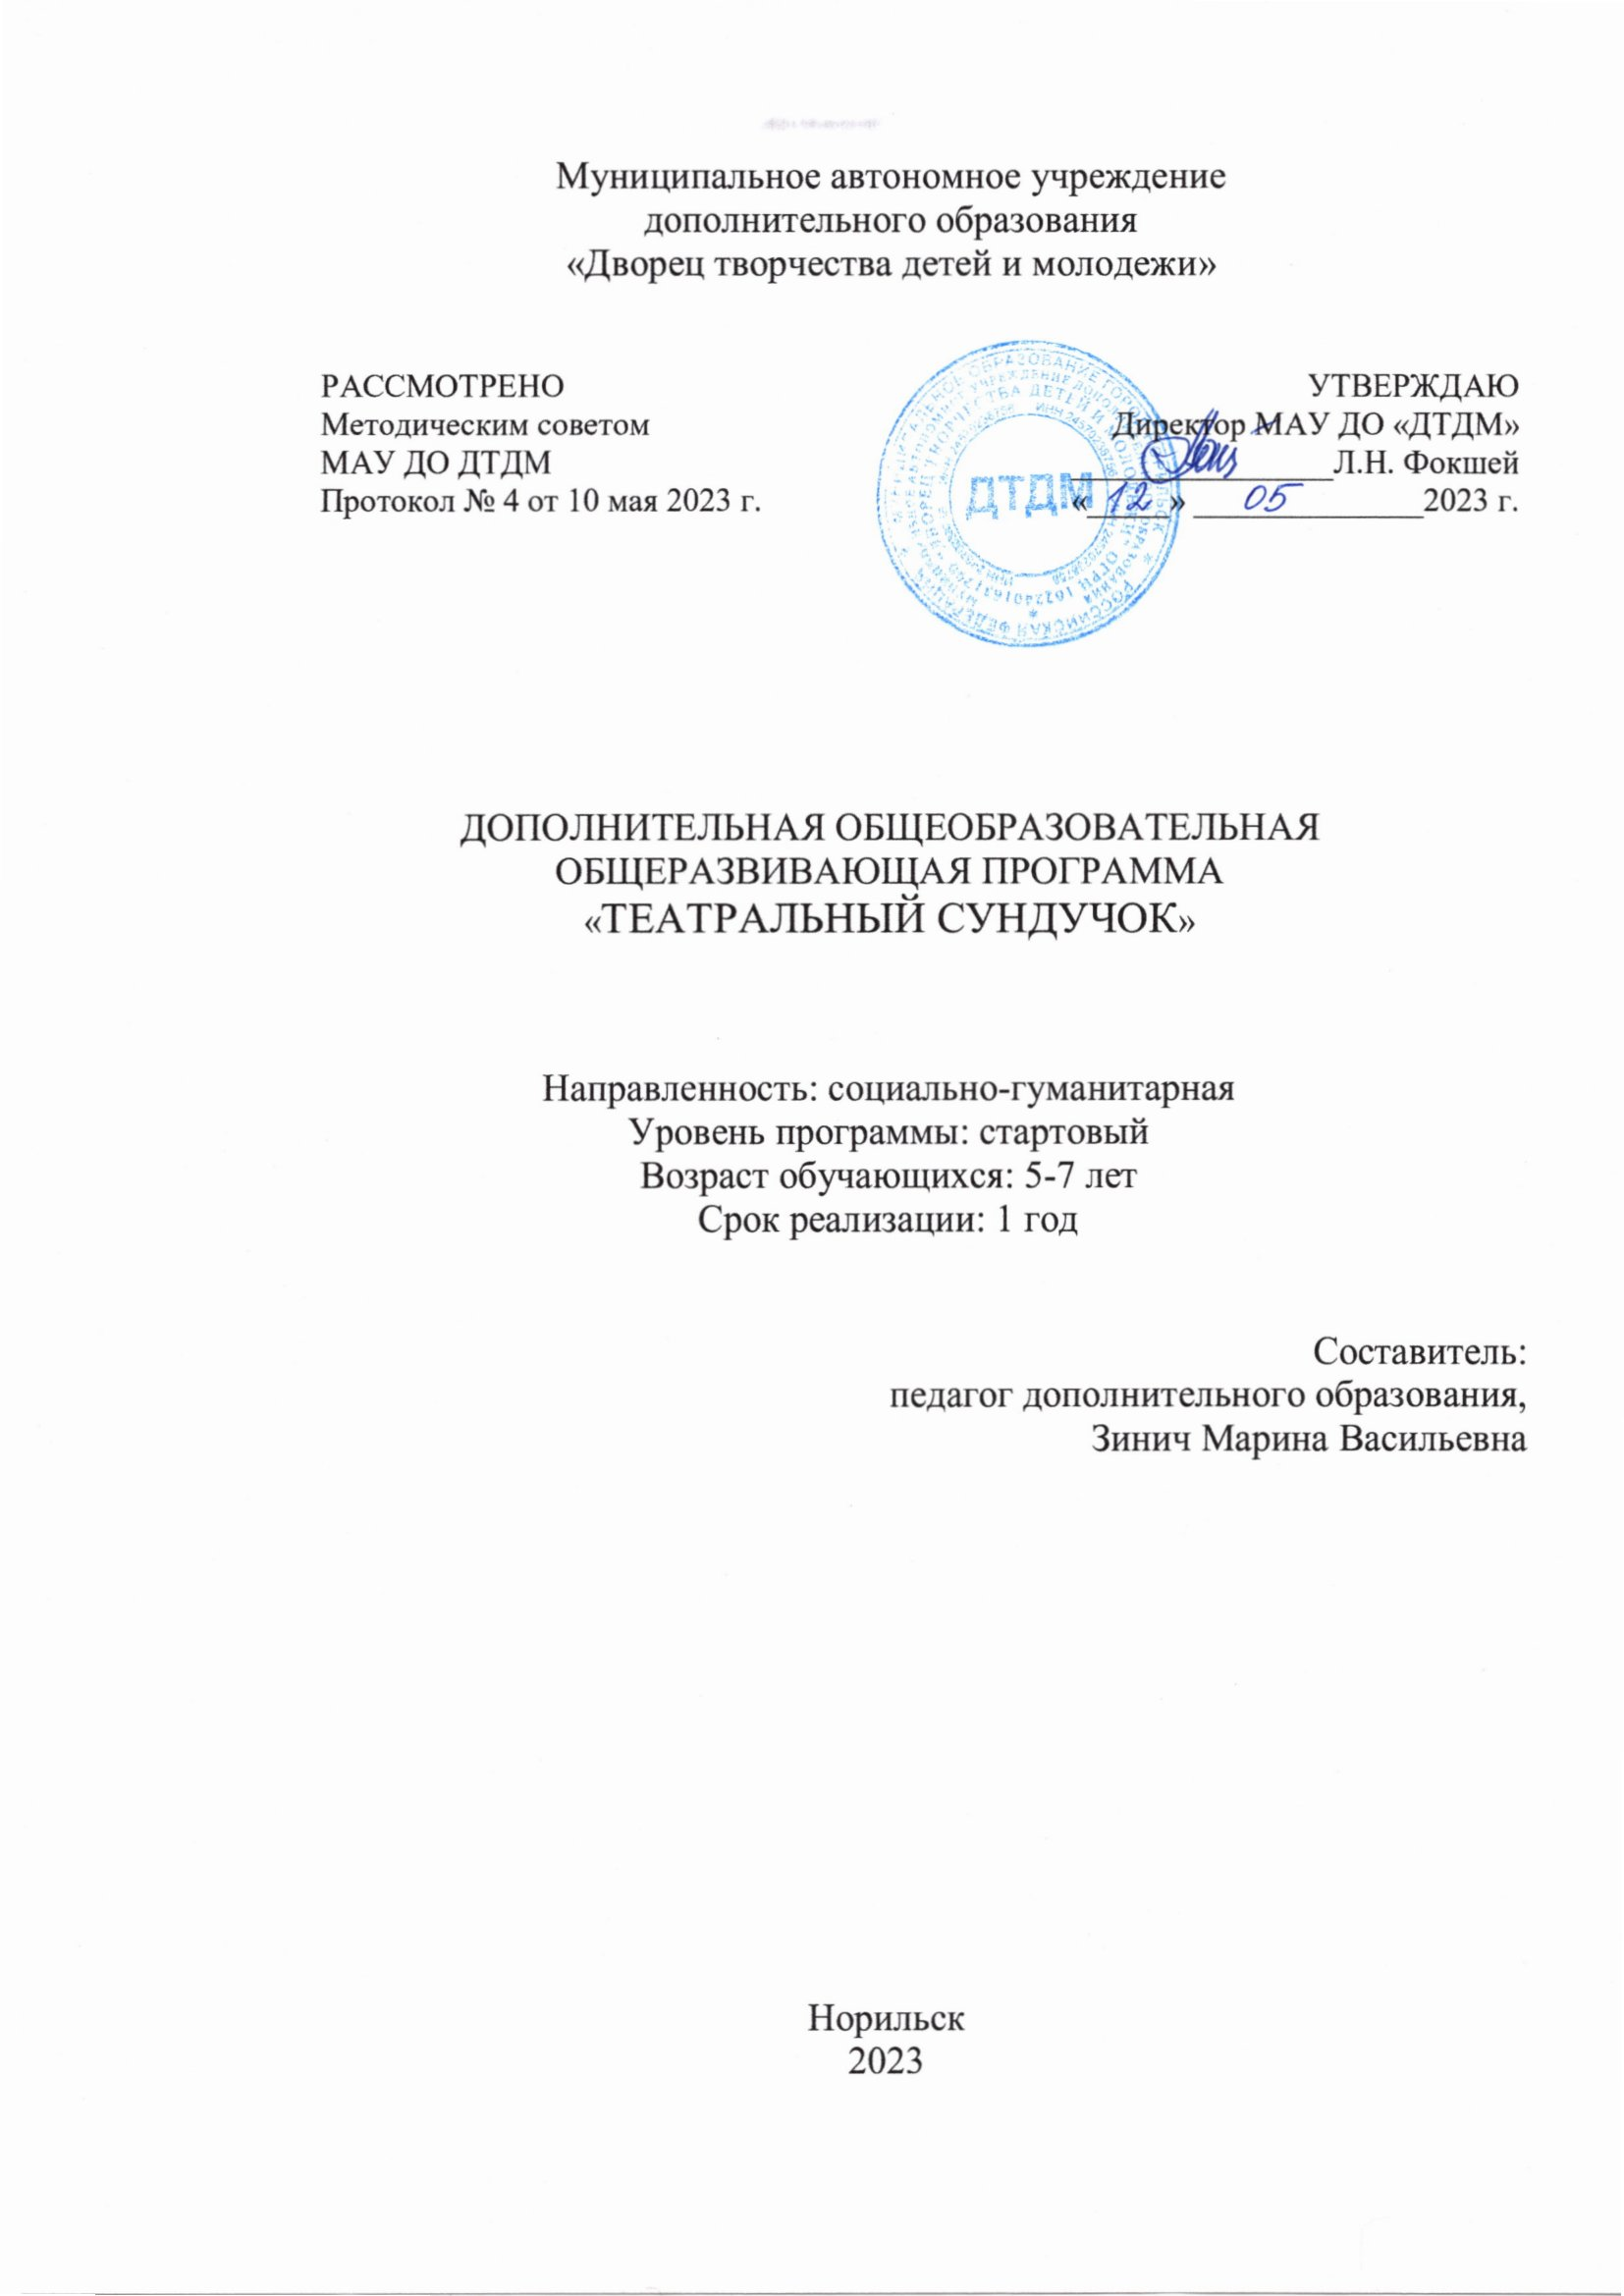 Муниципальное автономное учреждение
дополнительного образования
«Дворец творчества детей и молодежи»
РАССМОТРЕНО
Методическим советом
МАУ ДО ДТДМ
Протокол № 4 от 10 мая 2023 г.
УТВЕРЖДАЮ
Директор МАУ ДО «ДТДМ»
Л.Н. Фокшей
«12» 05 2023 г.
ДТДМ
ДОПОЛНИТЕЛЬНАЯ ОБЩЕОБРАЗОВАТЕЛЬНАЯ
ОБЩЕРАЗВИВАЮЩАЯ ПРОГРАММА
«ТЕАТРАЛЬНЫЙ СУНДУЧОК»
Направленность: социально-гуманитарная
Уровень программы: стартовый
Возраст обучающихся: 5-7 лет
Срок реализации: 1 год
Составитель:
педагог дополнительного образования,
Зинич Марина Васильевна
Норильск
2023